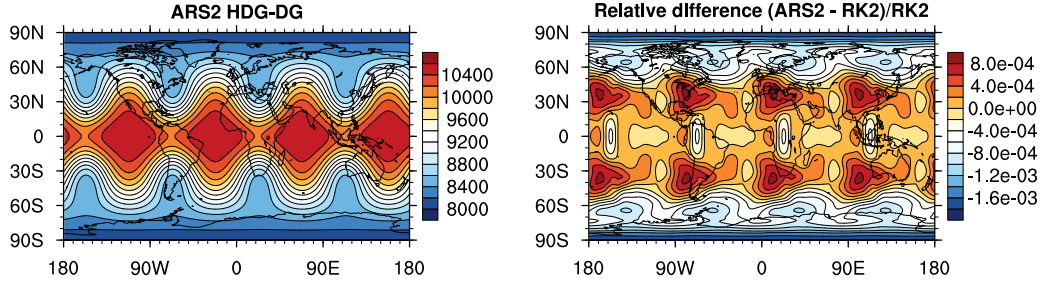 ARS2 HDG-DG
90N
60N
30N
0
30S
60S
90S
180
90W
0
90E
180
10400
10000
9600
9200
8800
8400
8000
Relative difference (ARS2 - RK2)/RK2
90N
60N
30N
0
30S
60S
90S
180
90W
0
90E
180
8.0e-04
4.0e-04
0.0e+00
-4.0e-04
-8.0e-04
-1.2e-03
-1.6e-03